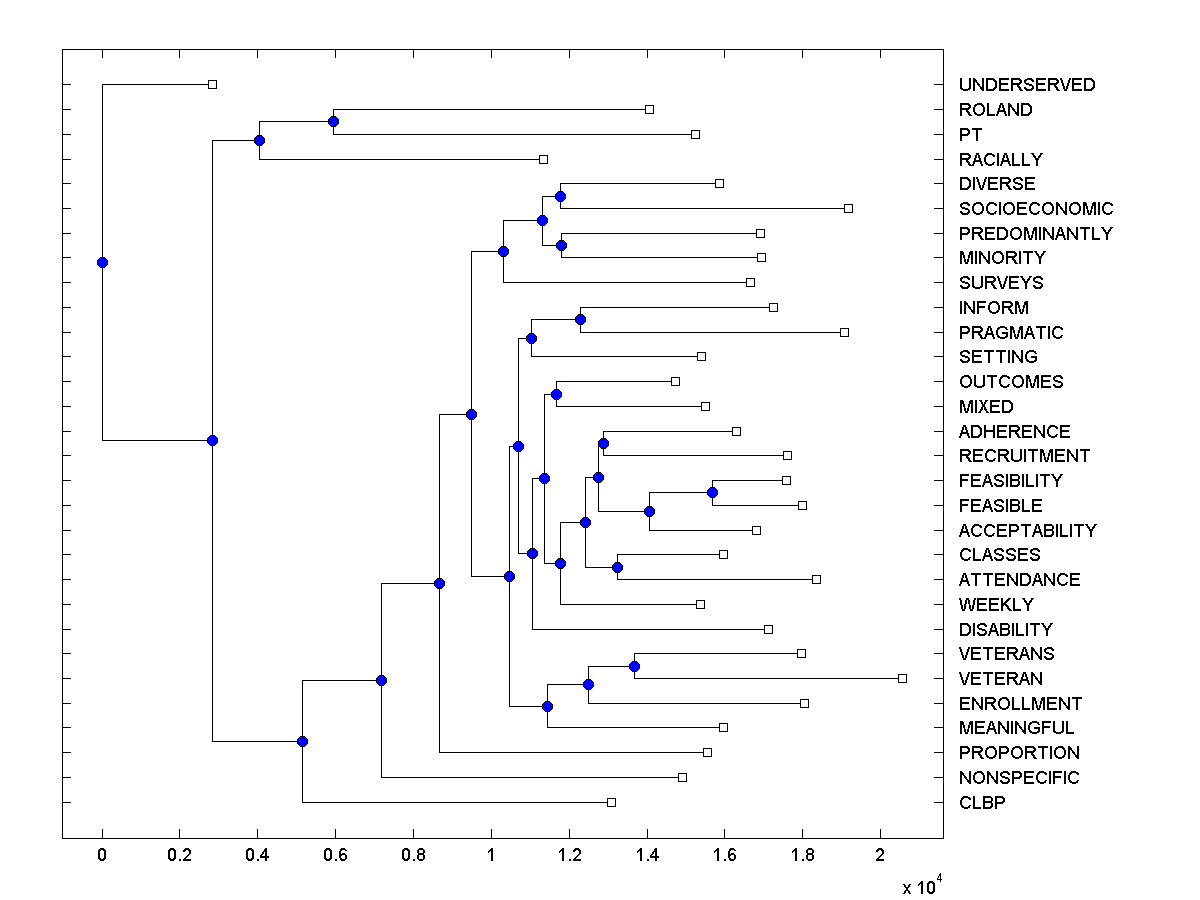 UNDERSERVED
ROLAND
PT
RACIALLY
DIVERSE
SOCIOECONOMIC
PREDOMINANTLY
MINORITY
SURVEYS
INFORM
PRAGMATIC
SETTING
OUTCOMES
MIXED
ADHERENCE
RECRUITMENT
FEASIBILITY
FEASIBLE
ACCEPTABILITY
CLASSES
ATTENDANCE
WEEKLY
DISABILITY
VETERANS
VETERAN
ENROLLMENT
MEANINGFUL
PROPORTION
NONSPECIFIC
CLBP
0 0.2 0.4 0.6 0.8 1 1.2 1.4 1.6 1.8 2
x 10^4